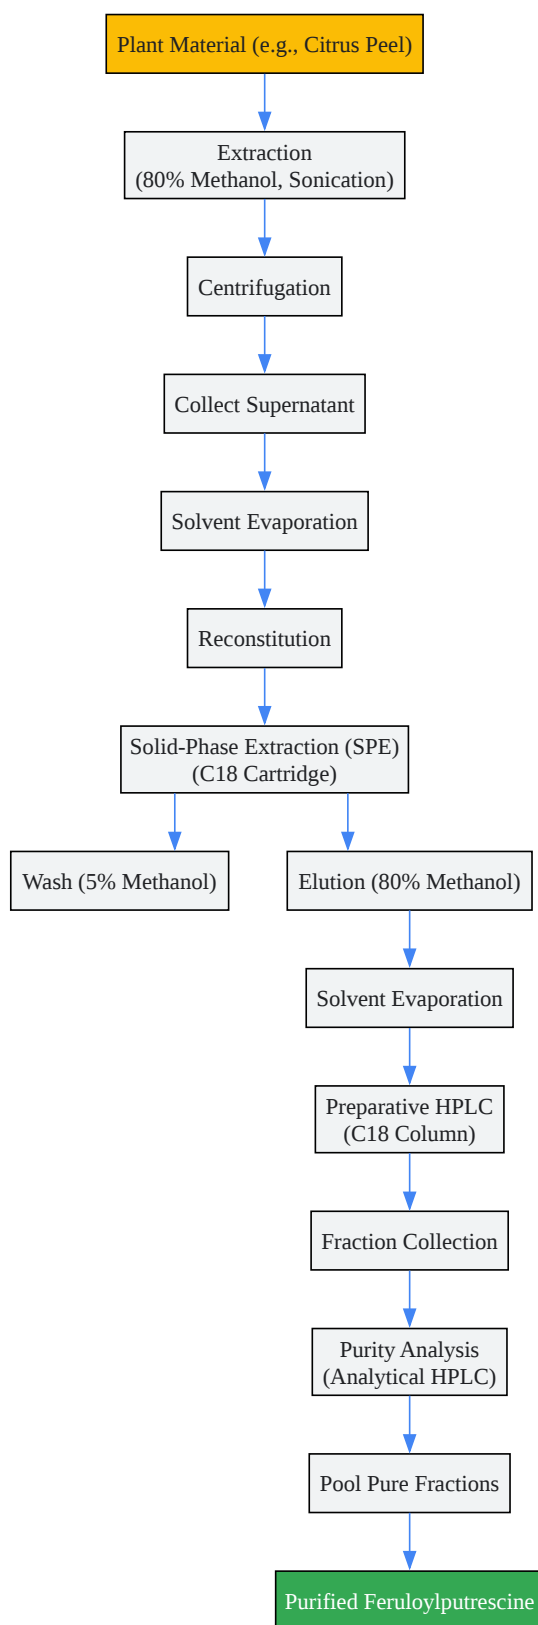 Plant Material (e.g., Citrus Peel)
Extraction
(80% Methanol, Sonication)
Centrifugation
Collect Supernatant
Solvent Evaporation
Reconstitution
Solid-Phase Extraction (SPE)
(C18 Cartridge)
Wash (5% Methanol)
Elution (80% Methanol)
Solvent Evaporation
Preparative HPLC
(C18 Column)
Fraction Collection
Purity Analysis
(Analytical HPLC)
Pool Pure Fractions
Purified Feruloylputrescine